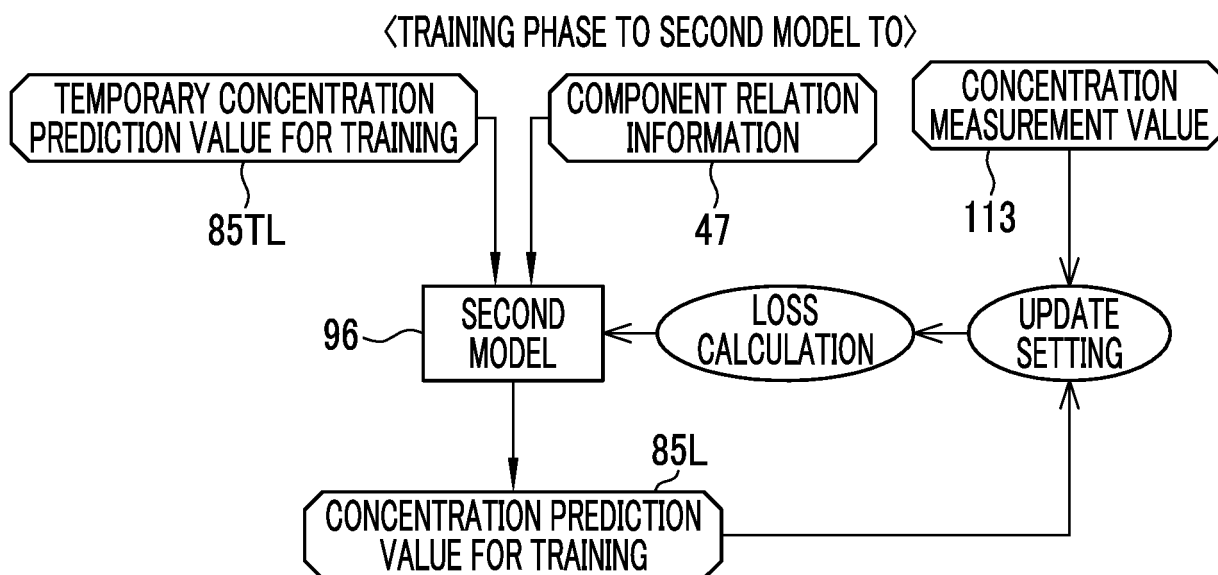 〈TRAINING PHASE TO SECOND MODEL TO〉
TEMPORARY CONCENTRATION
PREDICTION VALUE FOR TRAINING
85TL
COMPONENT RELATION
INFORMATION
47
CONCENTRATION
MEASUREMENT VALUE
113
96
SECOND
MODEL
LOSS
CALCULATION
UPDATE
SETTING
85L
CONCENTRATION PREDICTION
VALUE FOR TRAINING